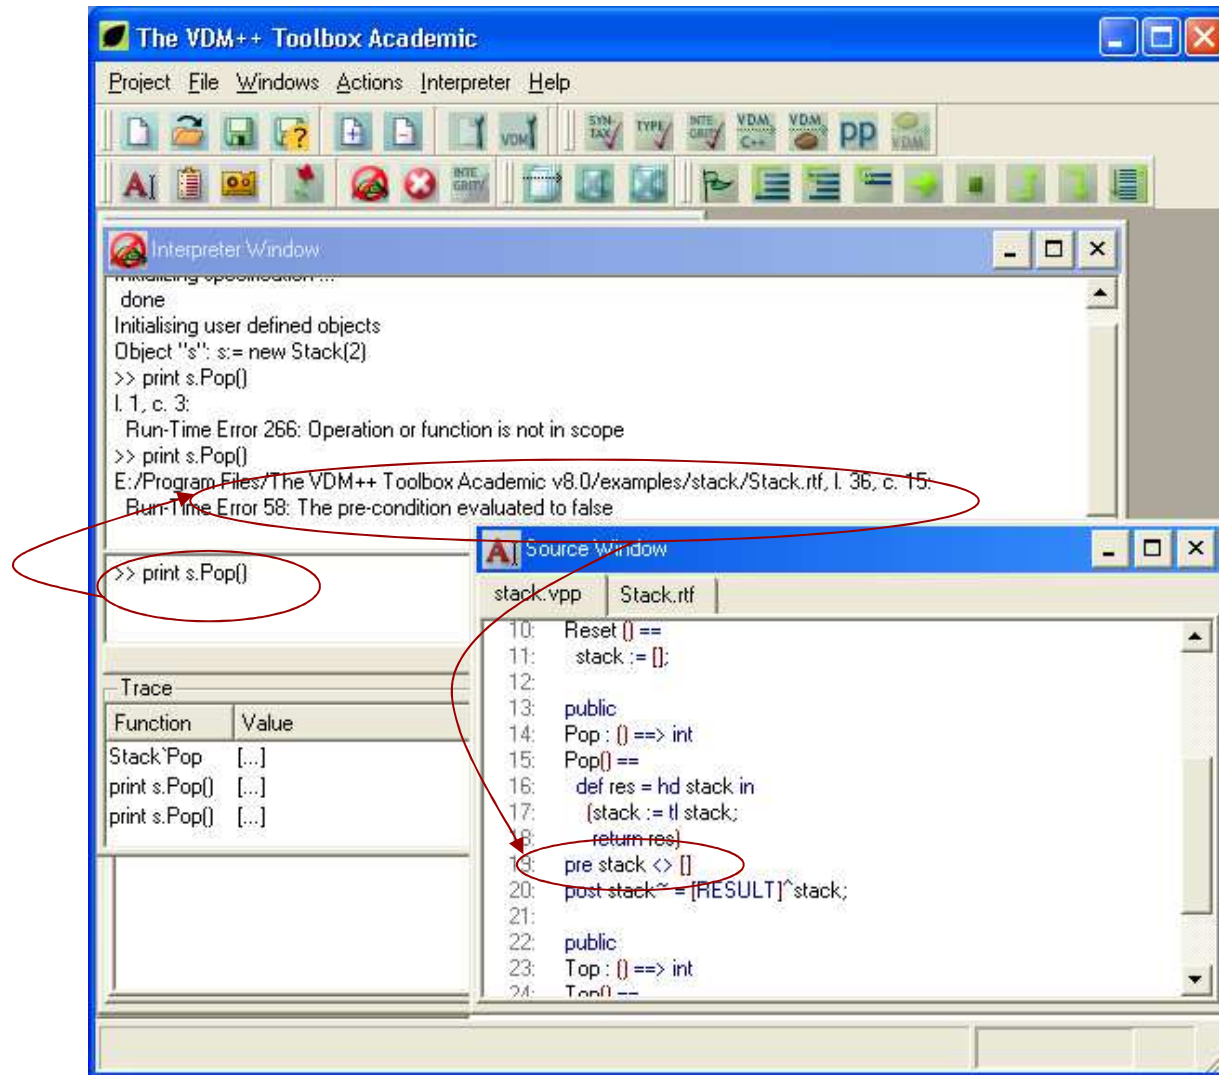 The VDM++ Toolbox Academic
Project File Windows Actions Interpreter Help
SYN- TAX TYPE INTE GRITY VDM C++ VDM PP VDM
VDM
A INTE GRITY
Interpreter Window
Initializing specification ...
done
Initialising user defined objects
Object "s": s:= new Stack(2)
>> print s.Pop()
l. 1, c. 3:
Run-Time Error 266: Operation or function is not in scope
>> print s.Pop()
E:/Program Files/The VDM++ Toolbox Academic v8.0/examples/stack/Stack.rtf, l. 36, c. 15:
Run-Time Error 58: The pre-condition evaluated to false
>> print s.Pop()
Trace
Function Value
Stack`Pop [...]
print s.Pop() [...]
print s.Pop() [...]
A Source Window
stack.vpp Stack.rtf
10: Reset () ==
11: stack := [];
12:
13: public
14: Pop : () ==> int
15: Pop() ==
16: def res = hd stack in
17: (stack := tl stack;
18: return res)
19: pre stack <> []
20: post stack~ = [RESULT]^stack;
21:
22: public
23: Top : () ==> int
24: Top() ==